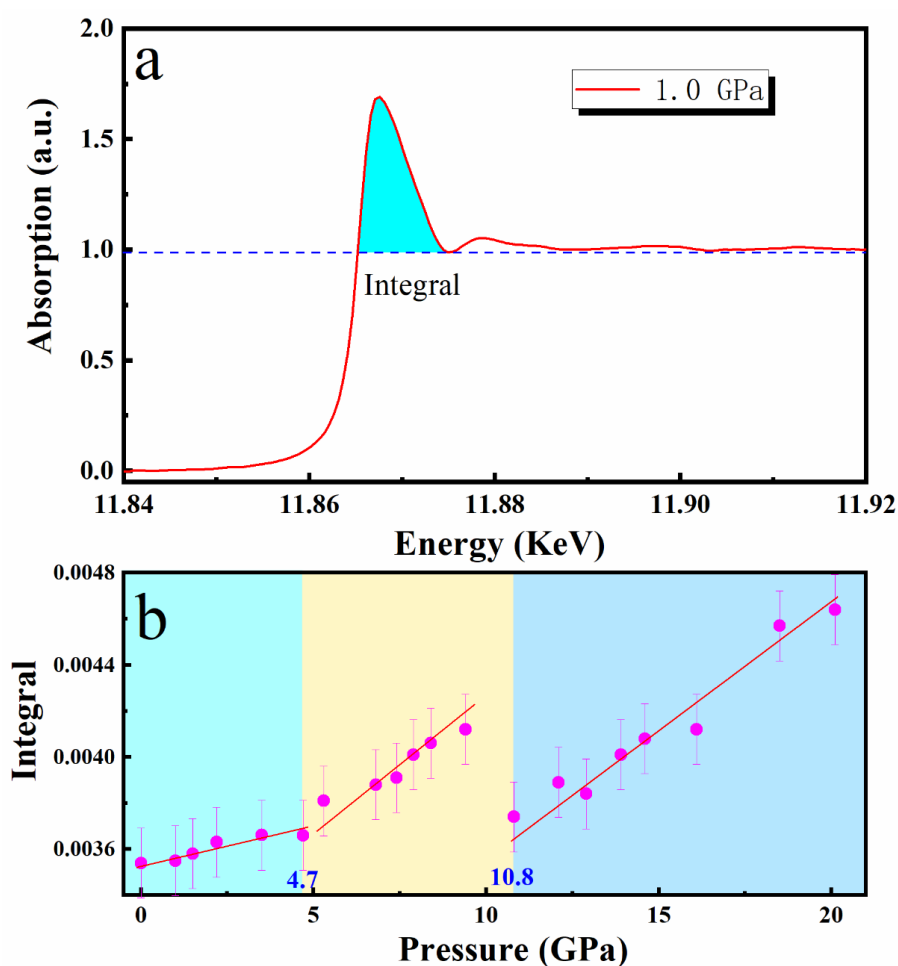 a
1.0 GPa
Integral
Absorption (a.u.)
2.0
1.5
1.0
0.5
0.0
11.84 11.86 11.88 11.90 11.92
Energy (KeV)
b
Integral
0.0048
0.0044
0.0040
0.0036
4.7 10.8
0 5 10 15 20
Pressure (GPa)